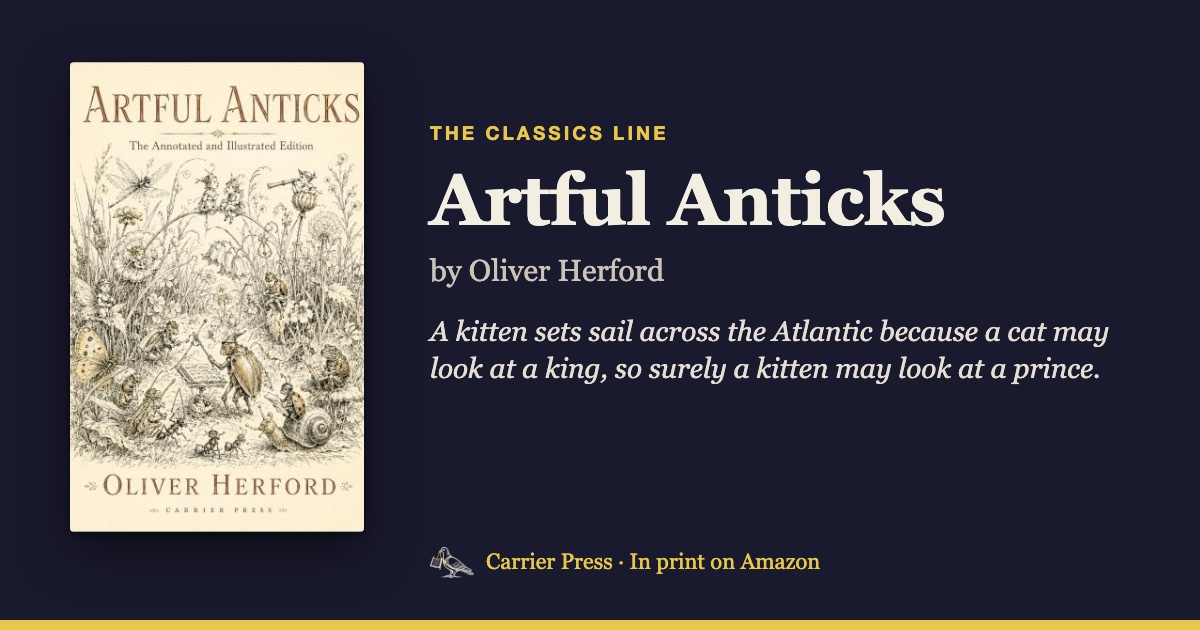 ARTFUL ANTICKS
The Annotated and Illustrated Edition
OLIVER HERFORD
CARRIER PRESS
THE CLASSICS LINE
Artful Anticks
by Oliver Herford
A kitten sets sail across the Atlantic because a cat may
look at a king, so surely a kitten may look at a prince.
Carrier Press · In print on Amazon